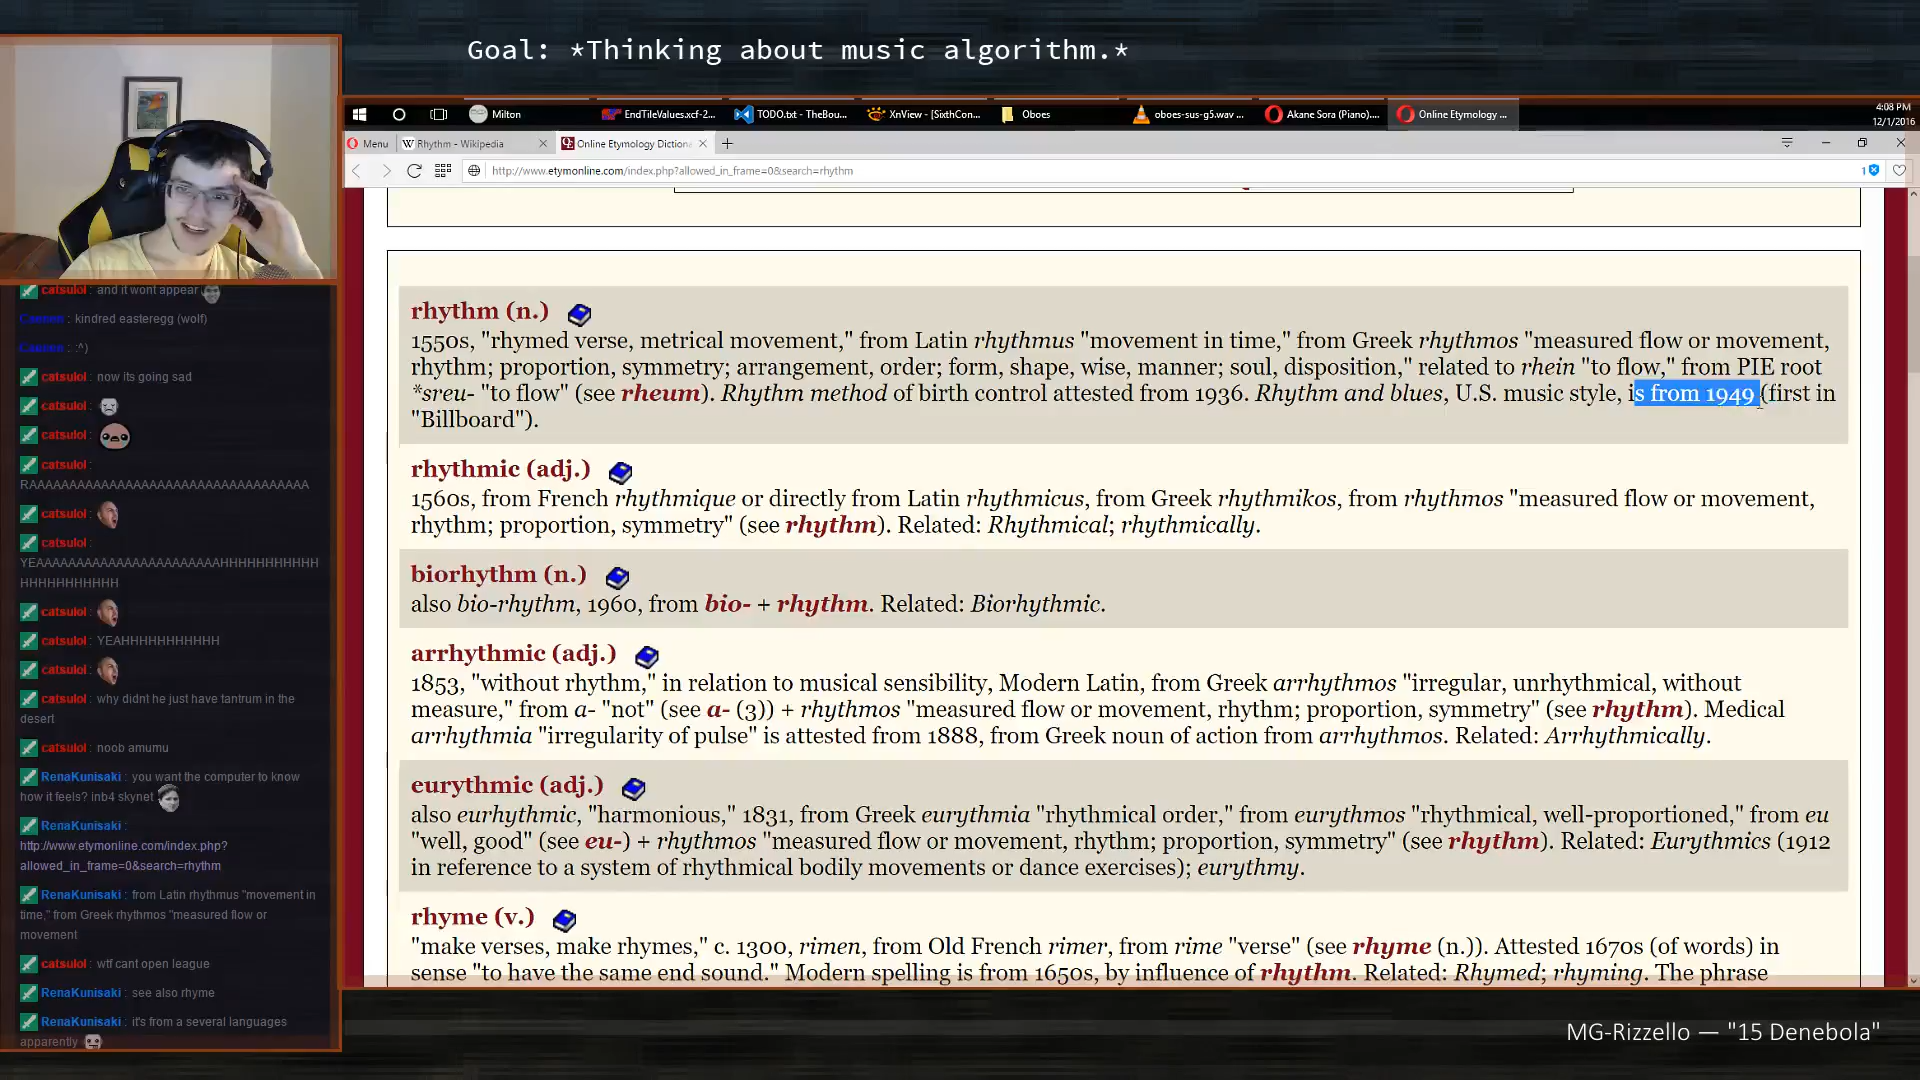 Goal: *Thinking about music algorithm.*
Milton
EndTileValues.xcf-2...
TODO.txt - TheBou...
XnView - [SixthCon...
Oboes
oboes-sus-g5.wav ...
Akane Sora (Piano)....
Online Etymology ...
4:08 PM
12/1/2016
Menu
Rhythm - Wikipedia
Online Etymology Dictiona
http://www.etymonline.com/index.php?allowed_in_frame=0&search=rhythm
1
rhythm (n.)
1550s, "rhymed verse, metrical movement," from Latin rhythmus "movement in time," from Greek rhythmos "measured flow or movement,
rhythm; proportion, symmetry; arrangement, order; form, shape, wise, manner; soul, disposition," related to rhein "to flow," from PIE root
*sreu- "to flow" (see rheum). Rhythm method of birth control attested from 1936. Rhythm and blues, U.S. music style, is from 1949 (first in
"Billboard").
rhythmic (adj.)
1560s, from French rhythmique or directly from Latin rhythmicus, from Greek rhythmikos, from rhythmos "measured flow or movement,
rhythm; proportion, symmetry" (see rhythm). Related: Rhythmical; rhythmically.
biorhythm (n.)
also bio-rhythm, 1960, from bio- + rhythm. Related: Biorhythmic.
arrhythmic (adj.)
1853, "without rhythm," in relation to musical sensibility, Modern Latin, from Greek arrhythmos "irregular, unrhythmical, without
measure," from a- "not" (see a- (3)) + rhythmos "measured flow or movement, rhythm; proportion, symmetry" (see rhythm). Medical
arrhythmia "irregularity of pulse" is attested from 1888, from Greek noun of action from arrhythmos. Related: Arrhythmically.
eurythmic (adj.)
also eurhythmic, "harmonious," 1831, from Greek eurythmia "rhythmical order," from eurythmos "rhythmical, well-proportioned," from eu
"well, good" (see eu-) + rhythmos "measured flow or movement, rhythm; proportion, symmetry" (see rhythm). Related: Eurythmics (1912
in reference to a system of rhythmical bodily movements or dance exercises); eurythmy.
rhyme (v.)
"make verses, make rhymes," c. 1300, rimen, from Old French rimer, from rime "verse" (see rhyme (n.)). Attested 1670s (of words) in
sense "to have the same end sound." Modern spelling is from 1650s, by influence of rhythm. Related: Rhymed; rhyming. The phrase
catsulol: and it wont appear
: kindred easteregg (wolf)
: :^)
catsulol: now its going sad
catsulol:
catsulol:
catsulol:
RAAAAAAAAAAAAAAAAAAAAAAAAAAAAAAAAAA
catsulol:
catsulol:
YEAAAAAAAAAAAAAAAAAAAAAAAHHHHHHHHHHHH
HHHHHHHHHHHH
catsulol:
catsulol: YEAHHHHHHHHHHH
catsulol:
catsulol: why didnt he just have tantrum in the
desert
catsulol: noob amumu
RenaKunisaki: you want the computer to know
how it feels? inb4 skynet
RenaKunisaki:
http://www.etymonline.com/index.php?
allowed_in_frame=0&search=rhythm
RenaKunisaki: from Latin rhythmus "movement in
time," from Greek rhythmos "measured flow or
movement
catsulol: wtf cant open league
RenaKunisaki: see also rhyme
RenaKunisaki: it's from a several languages
apparently
MG-Rizzello — "15 Denebola"